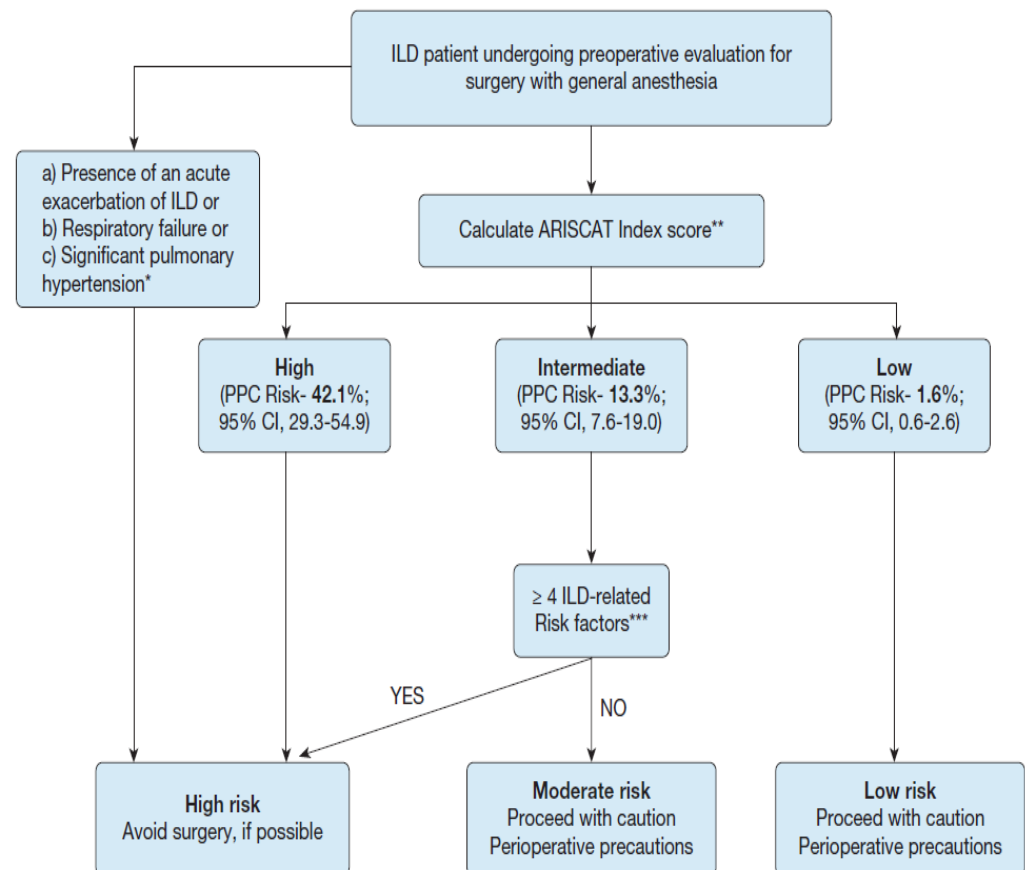 ILD patient undergoing preoperative evaluation for
surgery with general anesthesia
a) Presence of an acute
exacerbation of ILD or
b) Respiratory failure or
c) Significant pulmonary
hypertension*
Calculate ARISCAT Index score**
High
(PPC Risk- 42.1%;
95% CI, 29.3-54.9)
Intermediate
(PPC Risk- 13.3%;
95% CI, 7.6-19.0)
Low
(PPC Risk- 1.6%;
95% CI, 0.6-2.6)
≥ 4 ILD-related
Risk factors***
YES
NO
High risk
Avoid surgery, if possible
Moderate risk
Proceed with caution
Perioperative precautions
Low risk
Proceed with caution
Perioperative precautions